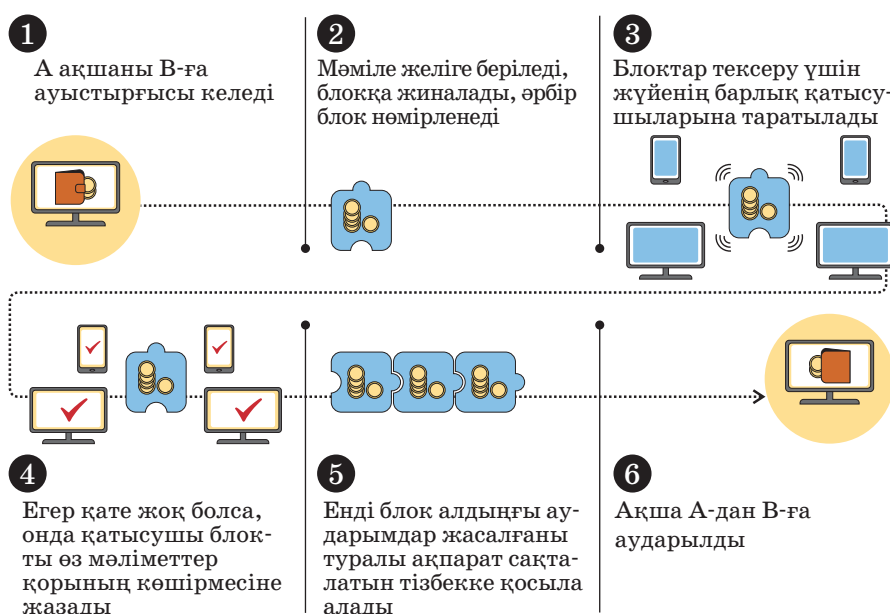 1
А ақшаны В-ға
ауыстырғысы келеді
2
Мәміле желіге беріледі,
блокқа жиналады, әрбір
блок нөмірленеді
3
Блоктар тексеру үшін
жүйенің барлық қатысу-
шыларына таратылады
4
Егер қате жоқ болса,
онда қатысушы блок-
ты өз мәліметтер
қорының көшірмесіне
жазады
5
Енді блок алдыңғы ау-
дарымдар жасалғаны
туралы ақпарат сақта-
латын тізбекке қосыла
алады
6
Ақша А-дан В-ға
аударылды